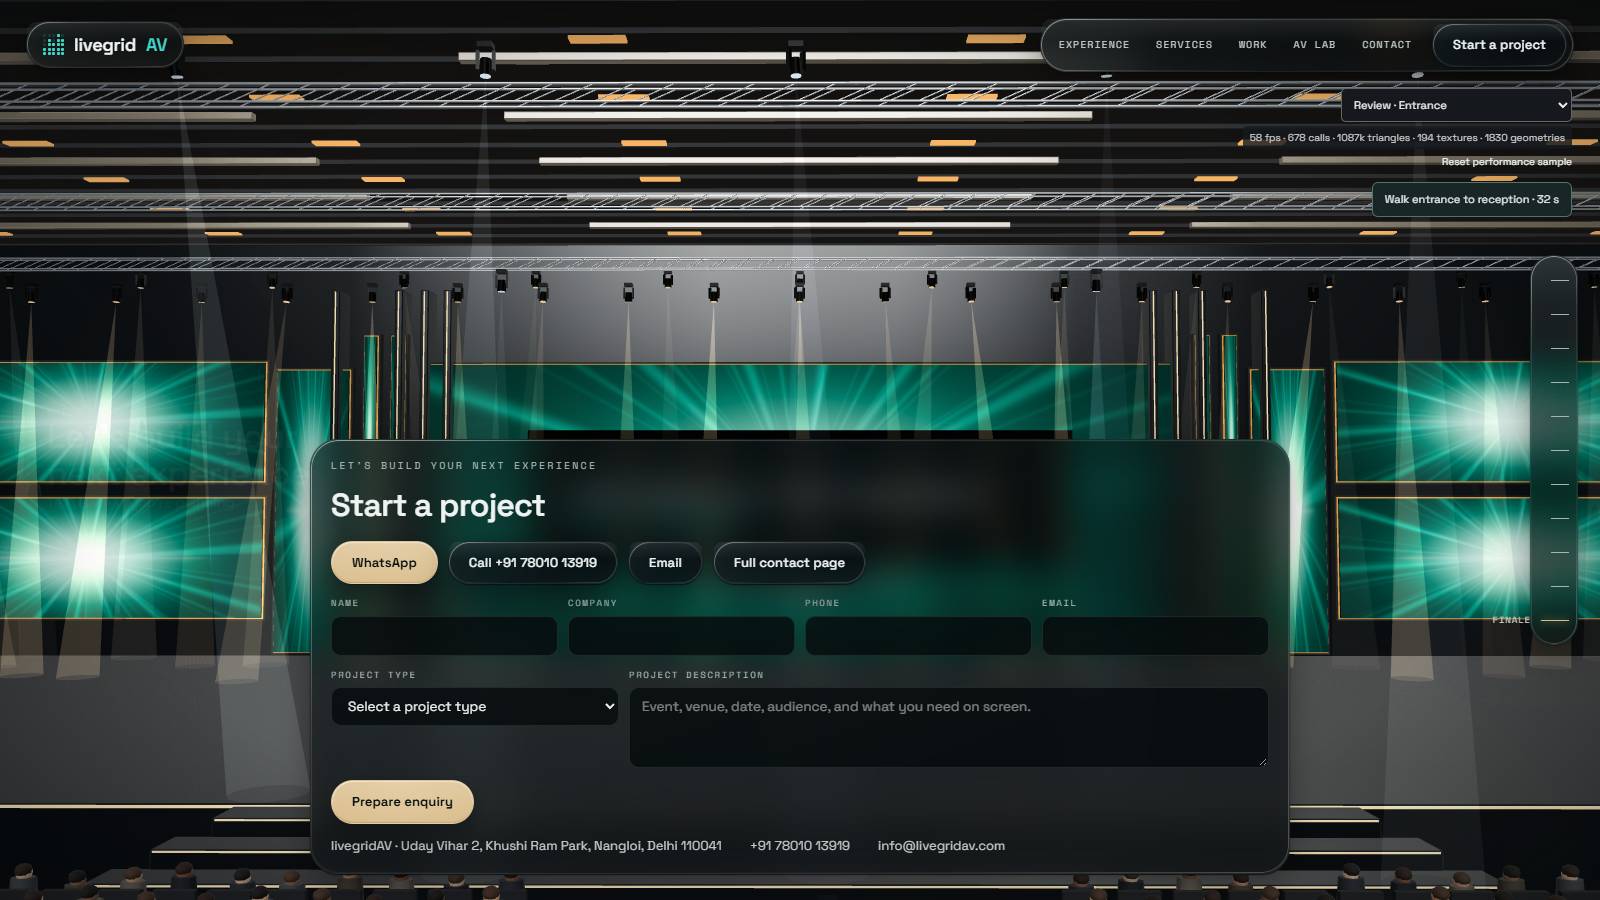 livegrid AV
EXPERIENCE SERVICES WORK AV LAB CONTACT Start a project
Review · Entrance
58 fps · 678 calls · 1087k triangles · 194 textures · 1830 geometries
Reset performance sample
Walk entrance to reception · 32 s
FINALE
LET'S BUILD YOUR NEXT EXPERIENCE
Start a project
WhatsApp Call +91 78010 13919 Email Full contact page
NAME COMPANY PHONE EMAIL
PROJECT TYPE PROJECT DESCRIPTION
Select a project type Event, venue, date, audience, and what you need on screen.
Prepare enquiry
livegridAV · Uday Vihar 2, Khushi Ram Park, Nangloi, Delhi 110041 +91 78010 13919 info@livegridav.com